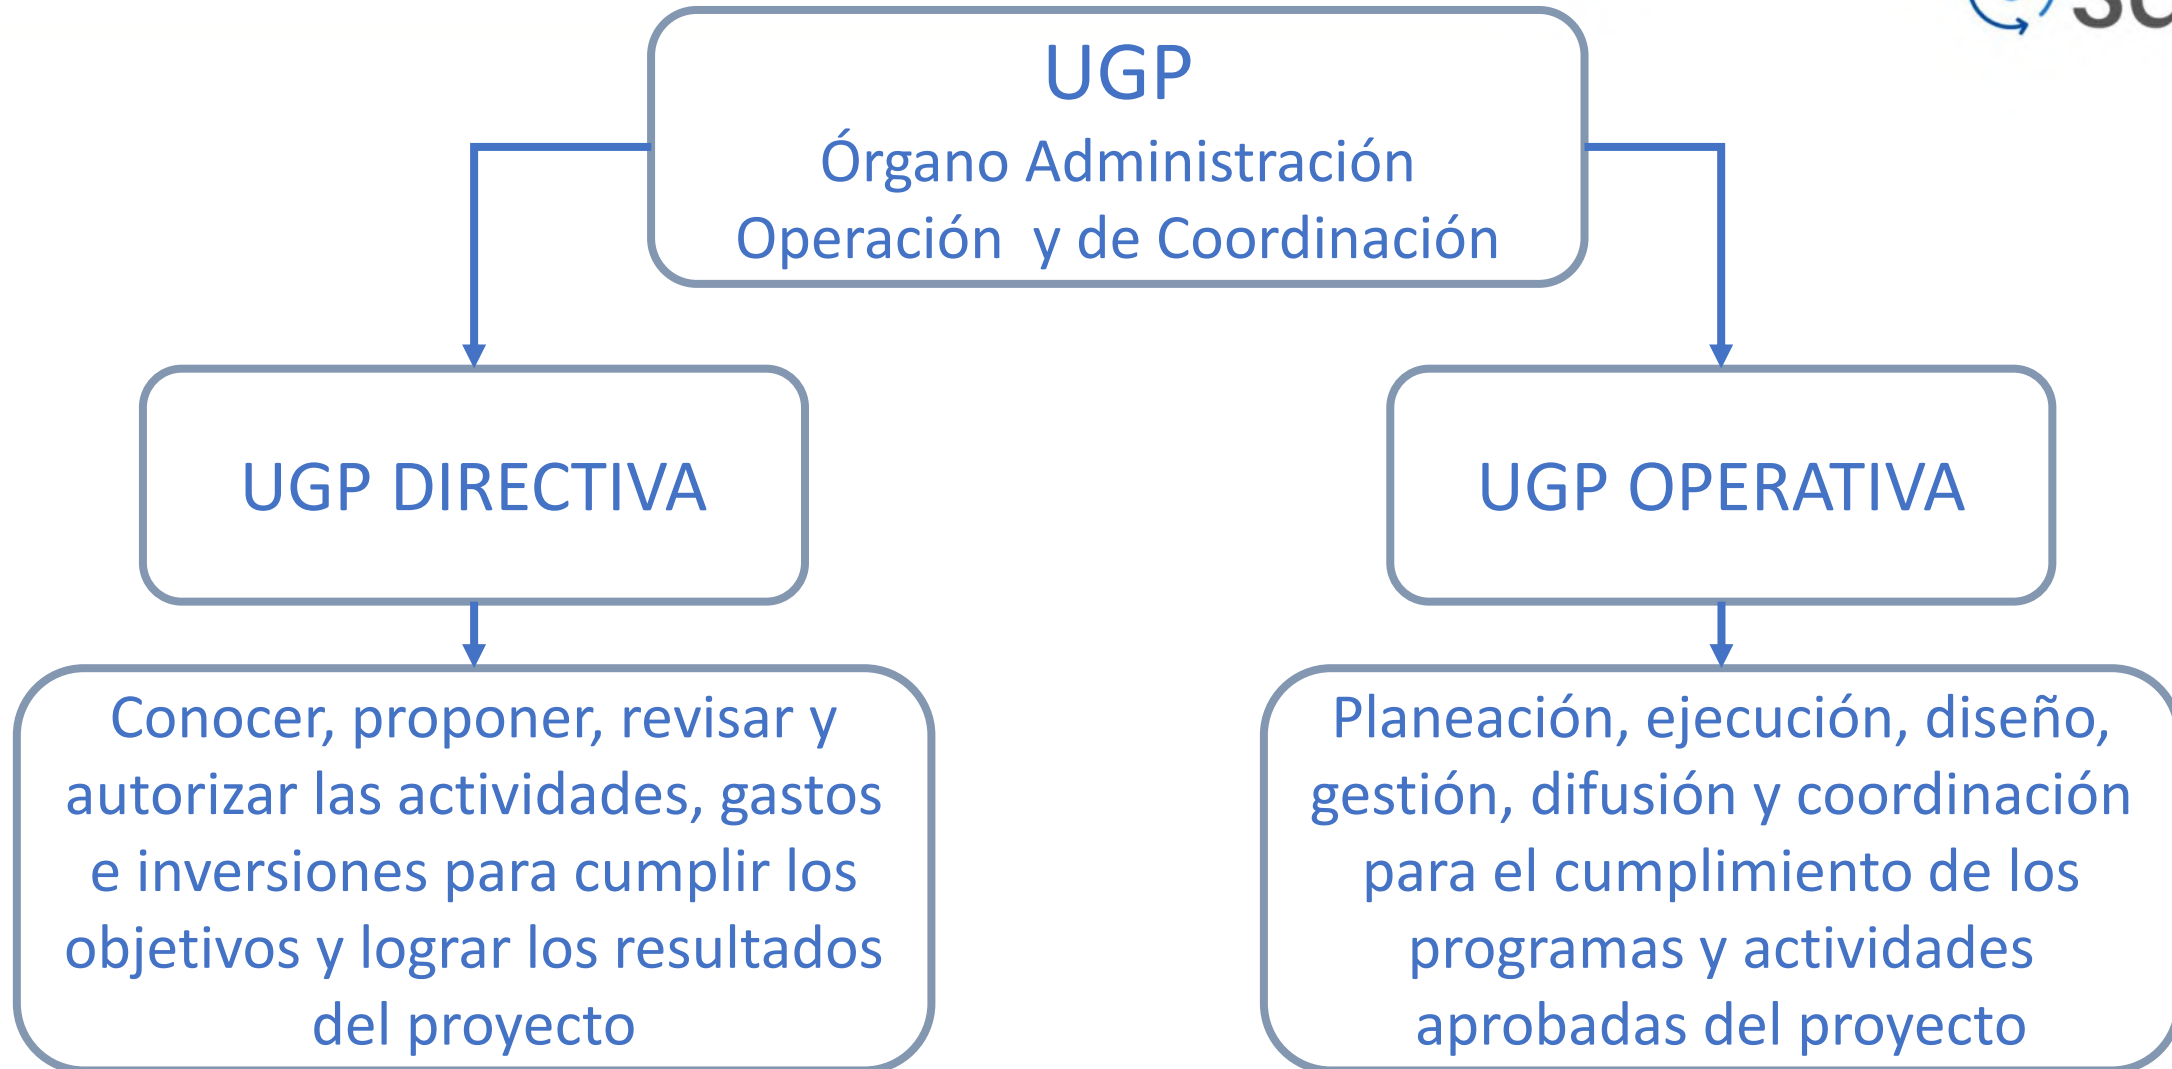 UGP
Órgano Administración
Operación y de Coordinación
UGP DIRECTIVA
UGP OPERATIVA
Conocer, proponer, revisar y
autorizar las actividades, gastos
e inversiones para cumplir los
objetivos y lograr los resultados
del proyecto
Planeación, ejecución, diseño,
gestión, difusión y coordinación
para el cumplimiento de los
programas y actividades
aprobadas del proyecto